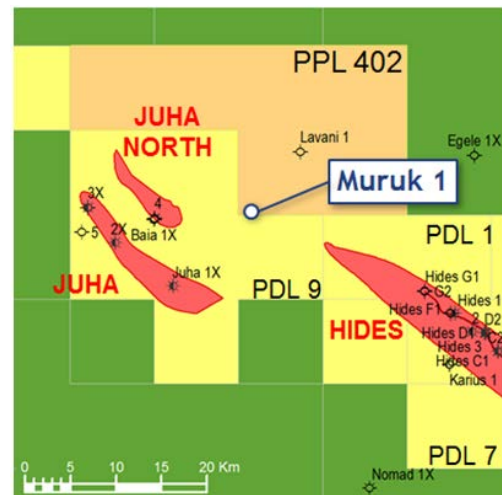 PPL 402
JUHA
NORTH
Lavani 1
Egele 1X
Muruk 1
3X
4
5
2X
Baia 1X
PDL 1
Juha 1X
JUHA
PDL 9
Hides G1
G2
Hides F1
Hides 1
HIDES
Hides D1
2
D2
Hides 3
C2
Hides C1
Karius 1
PDL 7
0 5 10 15 20 Km
Nomad 1X